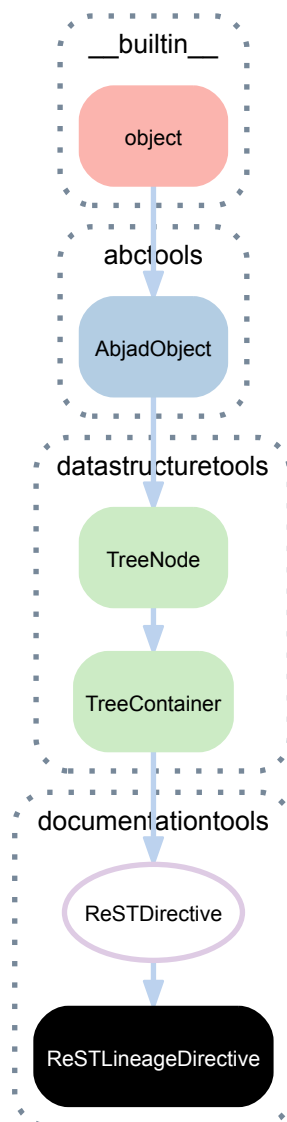 __builtin__
object
abctools
AbjadObject
datastructuretools
TreeNode
TreeContainer
documentationtools
ReSTDirective
ReSTLineageDirective